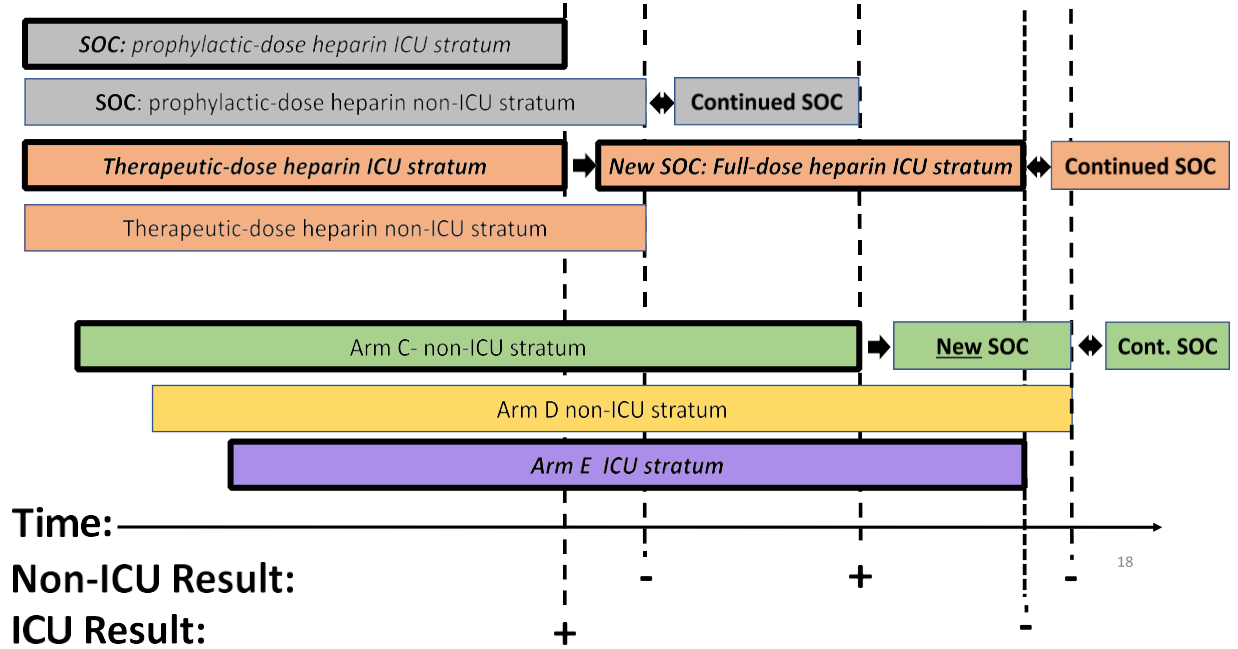 SOC: prophylactic-dose heparin ICU stratum
SOC: prophylactic-dose heparin non-ICU stratum
Continued SOC
Therapeutic-dose heparin ICU stratum
New SOC: Full-dose heparin ICU stratum
Continued SOC
Therapeutic-dose heparin non-ICU stratum
Arm C- non-ICU stratum
New SOC
Cont. SOC
Arm D non-ICU stratum
Arm E ICU stratum
Time:
18
Non-ICU Result: - + -
ICU Result: + -